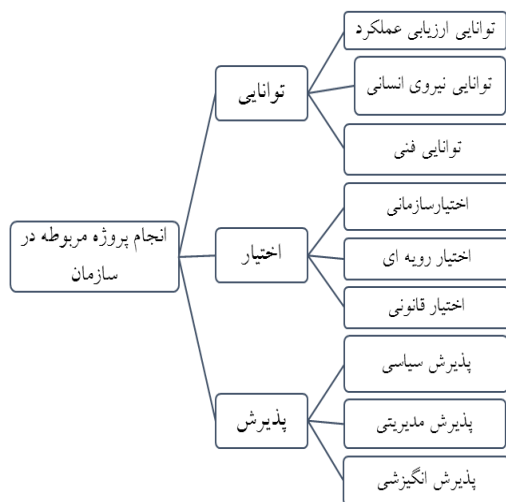 انجام پروژه مربوطه در
سازمان
توانایی
توانایی ارزیابی عملکرد
توانایی نیروی انسانی
توانایی فنی
اختیار
اختیارسازمانی
اختیار رویه ای
اختیار قانونی
پذیرش
پذیرش سیاسی
پذیرش مدیریتی
پذیرش انگیزشی